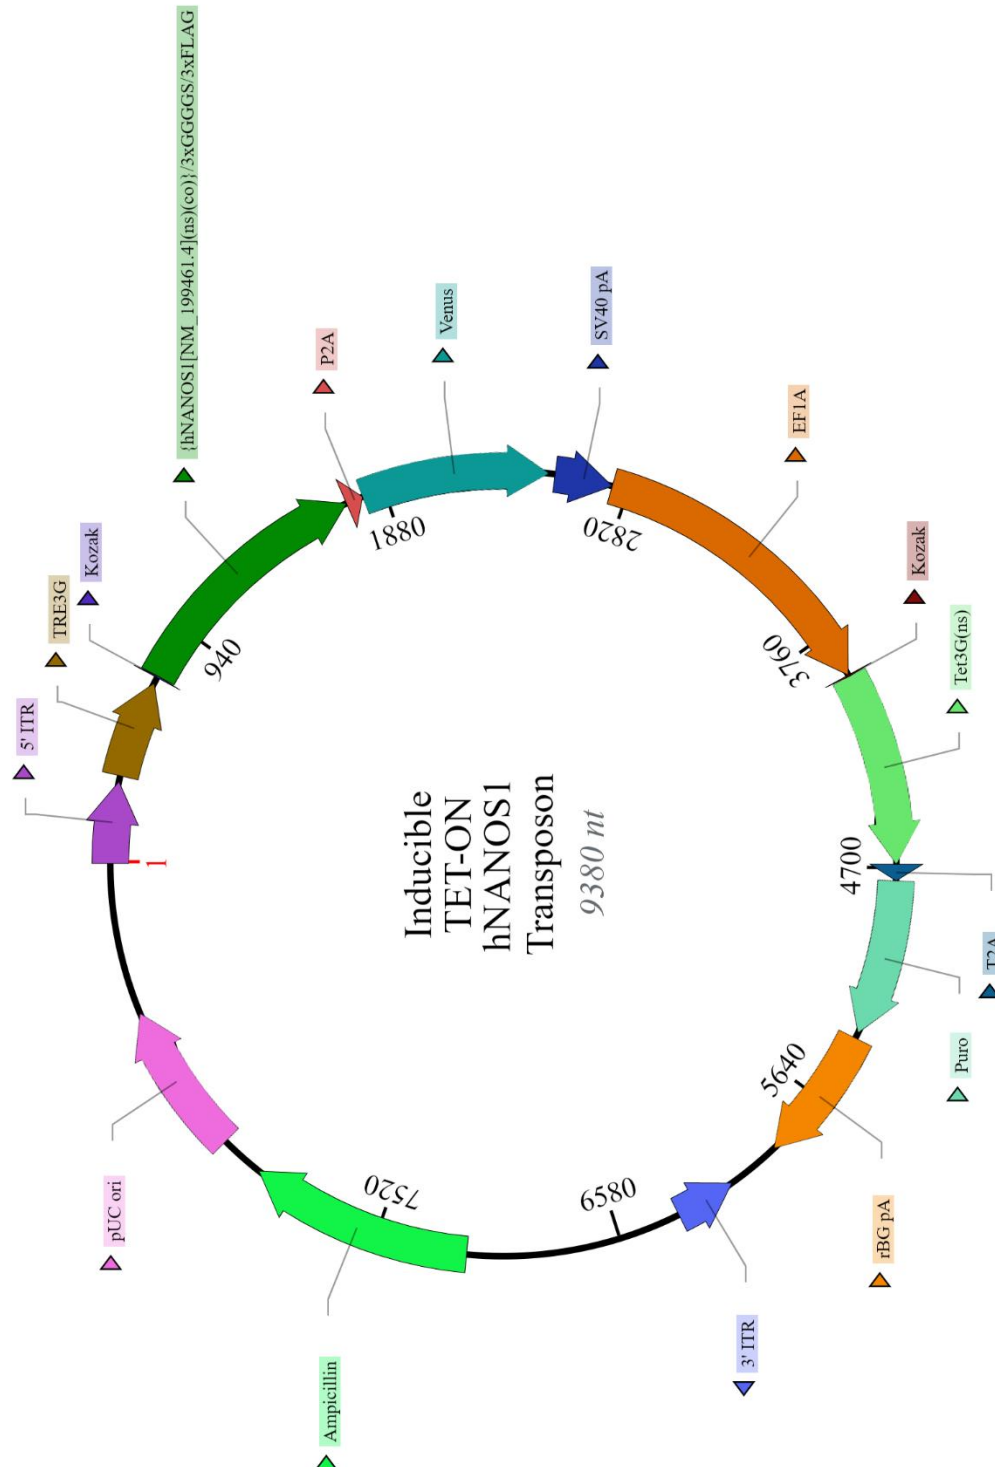 Inducible
TET-ON
hNANOS1
Transposon
9380 nt
1
5' ITR
TRE3G
Kozak
940
{hNANOS1[NM_199461.4](ns)(co)}/3xGGGGS/3xFLAG
P2A
1880
Venus
SV40 pA
2820
EF1A
3760
Kozak
Tet3G(ns)
4700
T2A
Puro
5640
rBG pA
3' ITR
6580
7520
Ampicillin
pUC ori